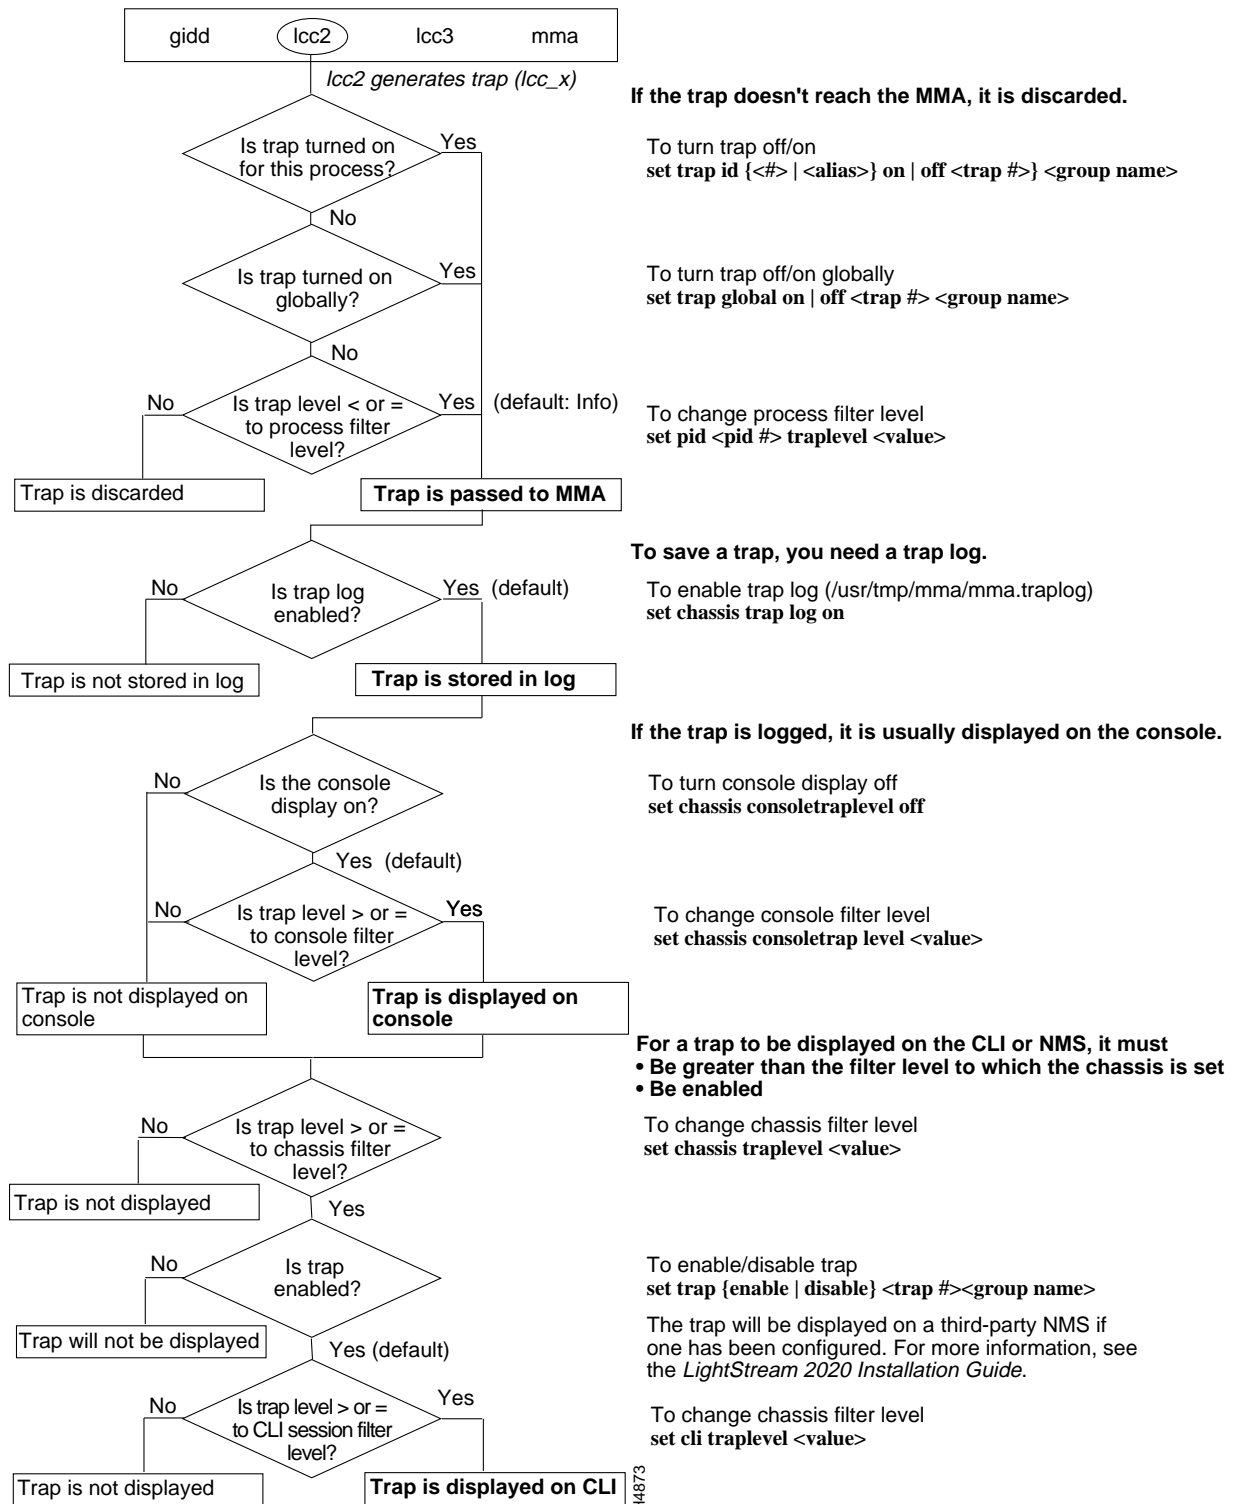 gidd lcc2 lcc3 mma
lcc2 generates trap (lcc_x)
If the trap doesn't reach the MMA, it is discarded.
Is trap turned on
for this process?
Yes
No
To turn trap off/on
set trap id {<#> | <alias>} on | off <trap #>} <group name>
Is trap turned on
globally?
Yes
No
To turn trap off/on globally
set trap global on | off <trap #> <group name>
No
Is trap level < or =
to process filter
level?
Yes (default: Info)
To change process filter level
set pid <pid #> traplevel <value>
Trap is discarded
Trap is passed to MMA
To save a trap, you need a trap log.
No
Is trap log
enabled?
Yes (default)
To enable trap log (/usr/tmp/mma/mma.traplog)
set chassis trap log on
Trap is not stored in log
Trap is stored in log
If the trap is logged, it is usually displayed on the console.
No
Is the console
display on?
Yes (default)
To turn console display off
set chassis consoletraplevel off
No
Is trap level > or =
to console filter
level?
Yes
To change console filter level
set chassis consoletrap level <value>
Trap is not displayed on
console
Trap is displayed on
console
For a trap to be displayed on the CLI or NMS, it must
• Be greater than the filter level to which the chassis is set
• Be enabled
No
Is trap level > or =
to chassis filter
level?
Yes
To change chassis filter level
set chassis traplevel <value>
Trap is not displayed
No
Is trap
enabled?
Yes (default)
To enable/disable trap
set trap {enable | disable} <trap #><group name>
Trap will not be displayed
The trap will be displayed on a third-party NMS if
one has been configured. For more information, see
the LightStream 2020 Installation Guide.
No
Is trap level > or =
to CLI session filter
level?
Yes
To change chassis filter level
set cli traplevel <value>
Trap is not displayed
Trap is displayed on CLI